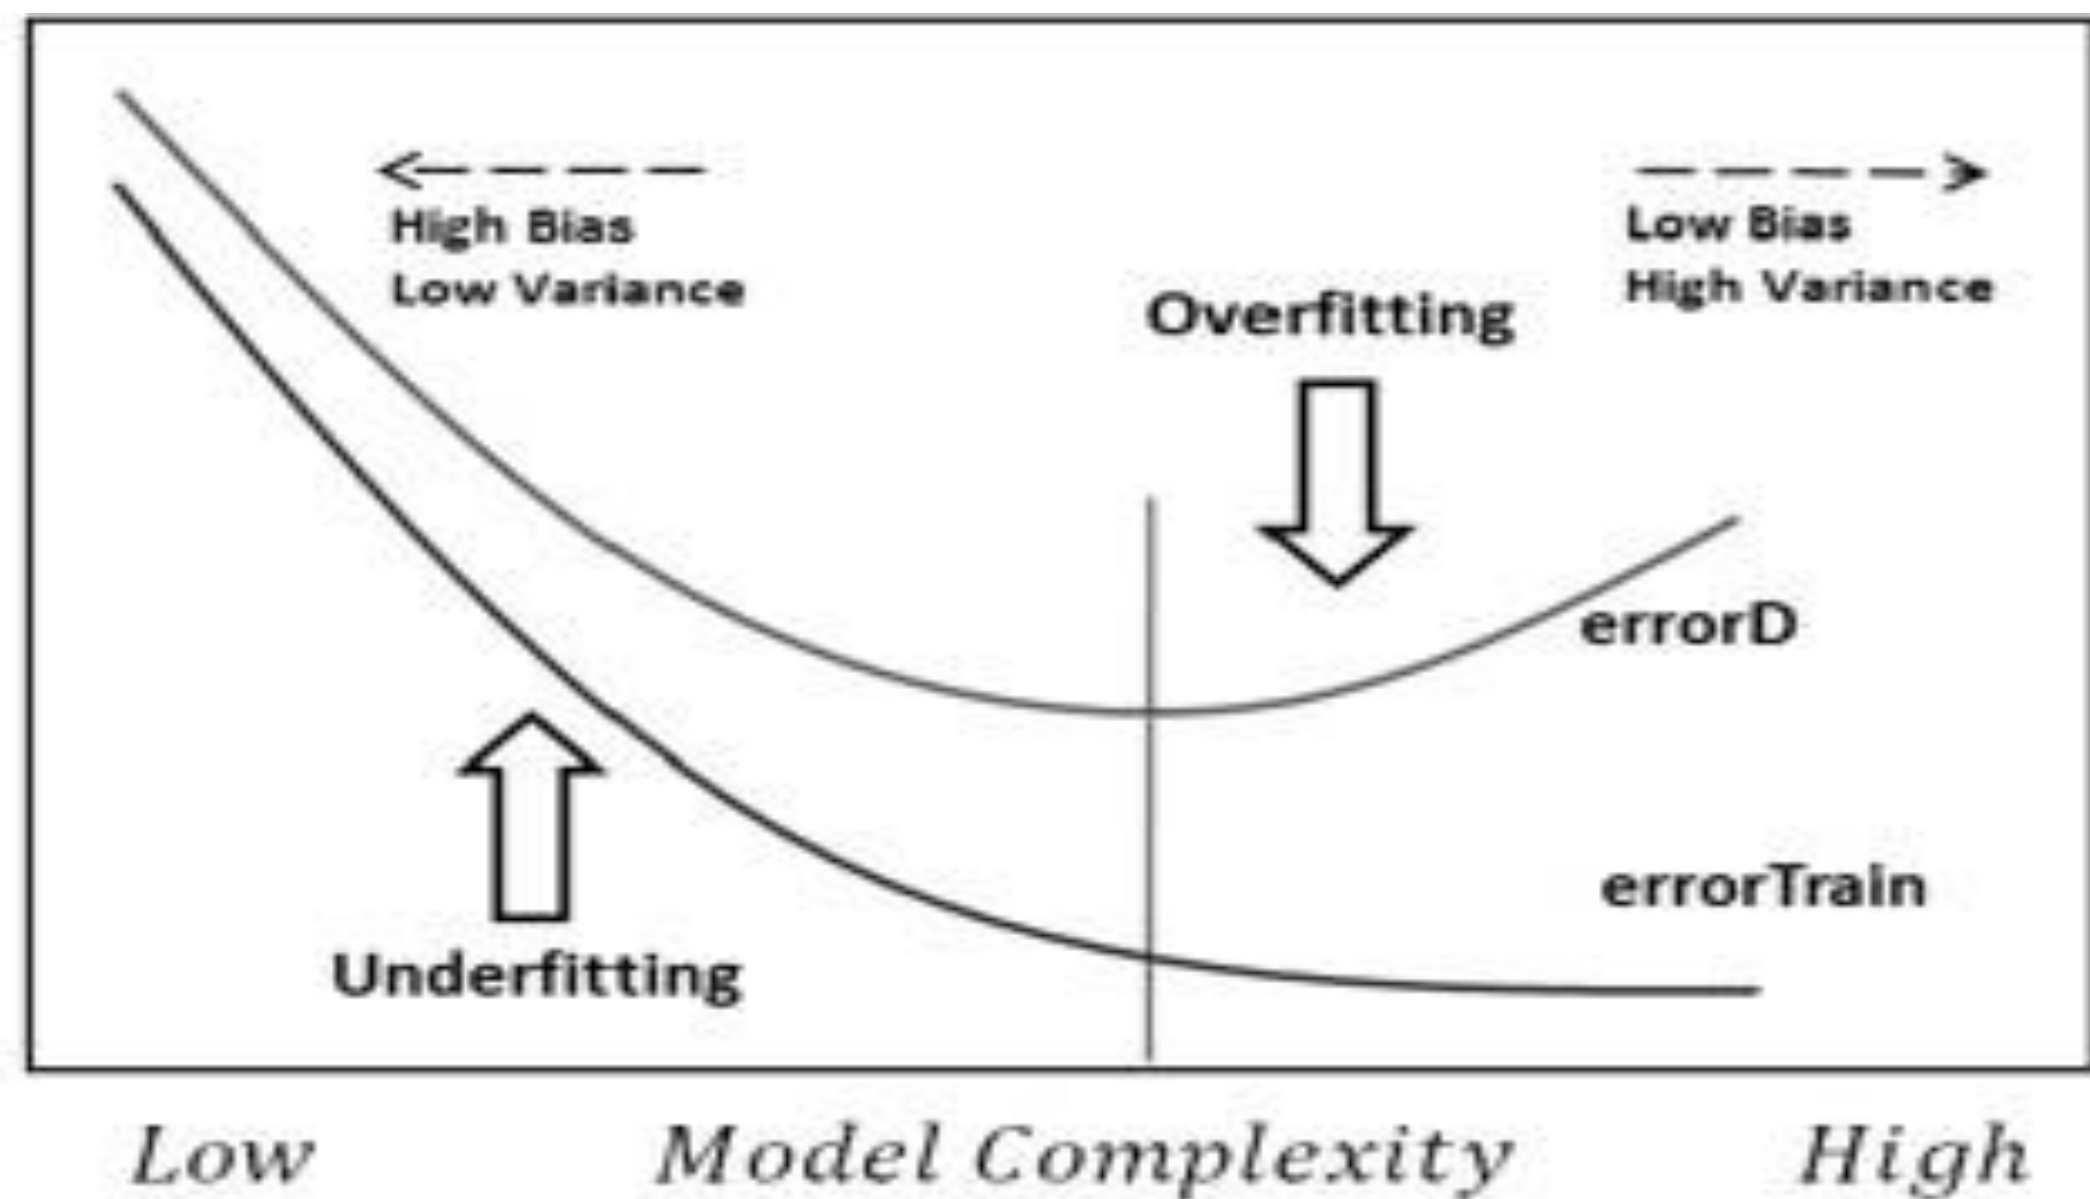 High Bias
Low Variance
Low Bias
High Variance
Overfitting
errorD
errorTrain
Underfitting
Low Model Complexity High